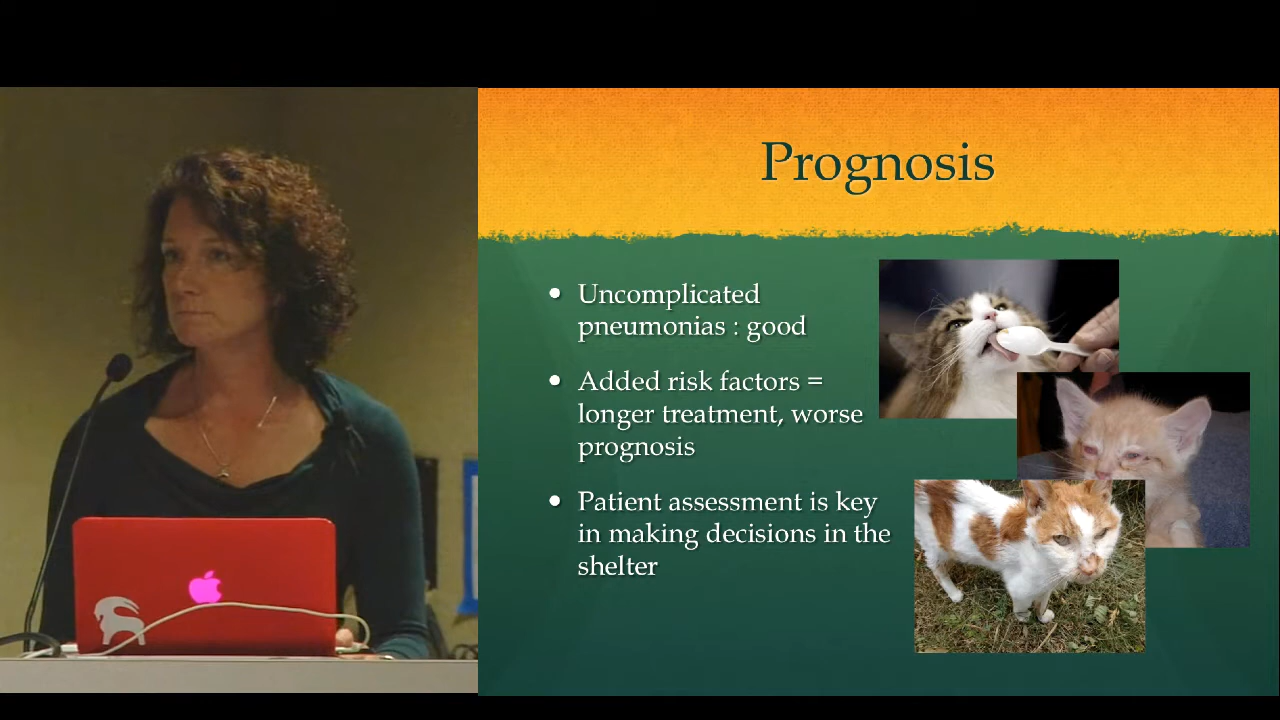 Prognosis
Uncomplicated
pneumonias : good
Added risk factors =
longer treatment, worse
prognosis
Patient assessment is key
in making decisions in the
shelter